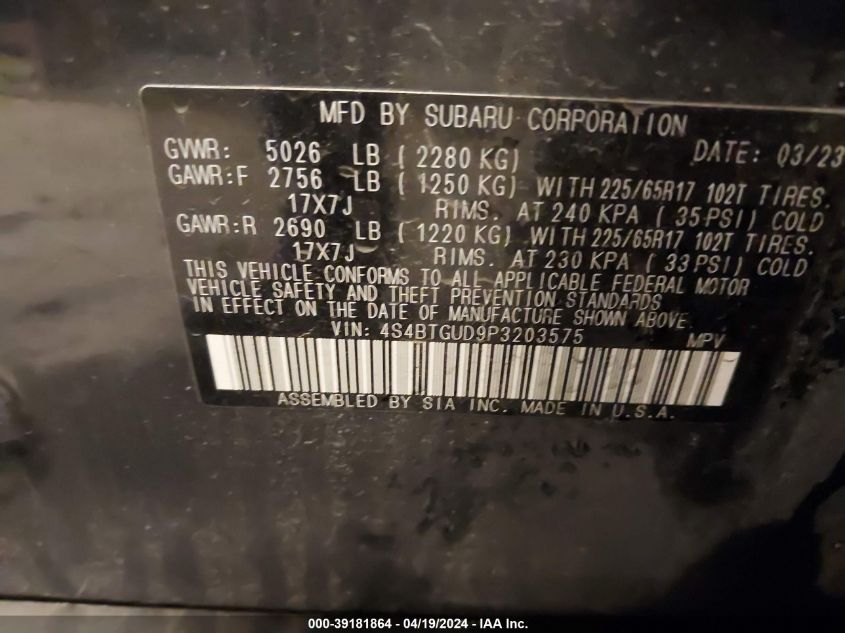 MFD BY SUBARU CORPORATION
GVWR: 5026 LB ( 2280 KG) DATE: 03/23
GAWR:F 2756 LB ( 1250 KG) WITH 225/65R17 102T TIRES.
17X7J RIMS. AT 240 KPA ( 35 PSI) COLD
GAWR:R 2690 LB ( 1220 KG) WITH 225/65R17 102T TIRES.
17X7J RIMS. AT 230 KPA ( 33 PSI) COLD
THIS VEHICLE CONFORMS TO ALL APPLICABLE FEDERAL MOTOR
VEHICLE SAFETY AND THEFT PREVENTION STANDARDS
IN EFFECT ON THE DATE OF MANUFACTURE SHOWN ABOVE.
VIN: 4S4BTGUD9P3203575 MPV
ASSEMBLED BY SIA INC. MADE IN U.S.A.
000-39181864 - 04/19/2024 - IAA Inc.